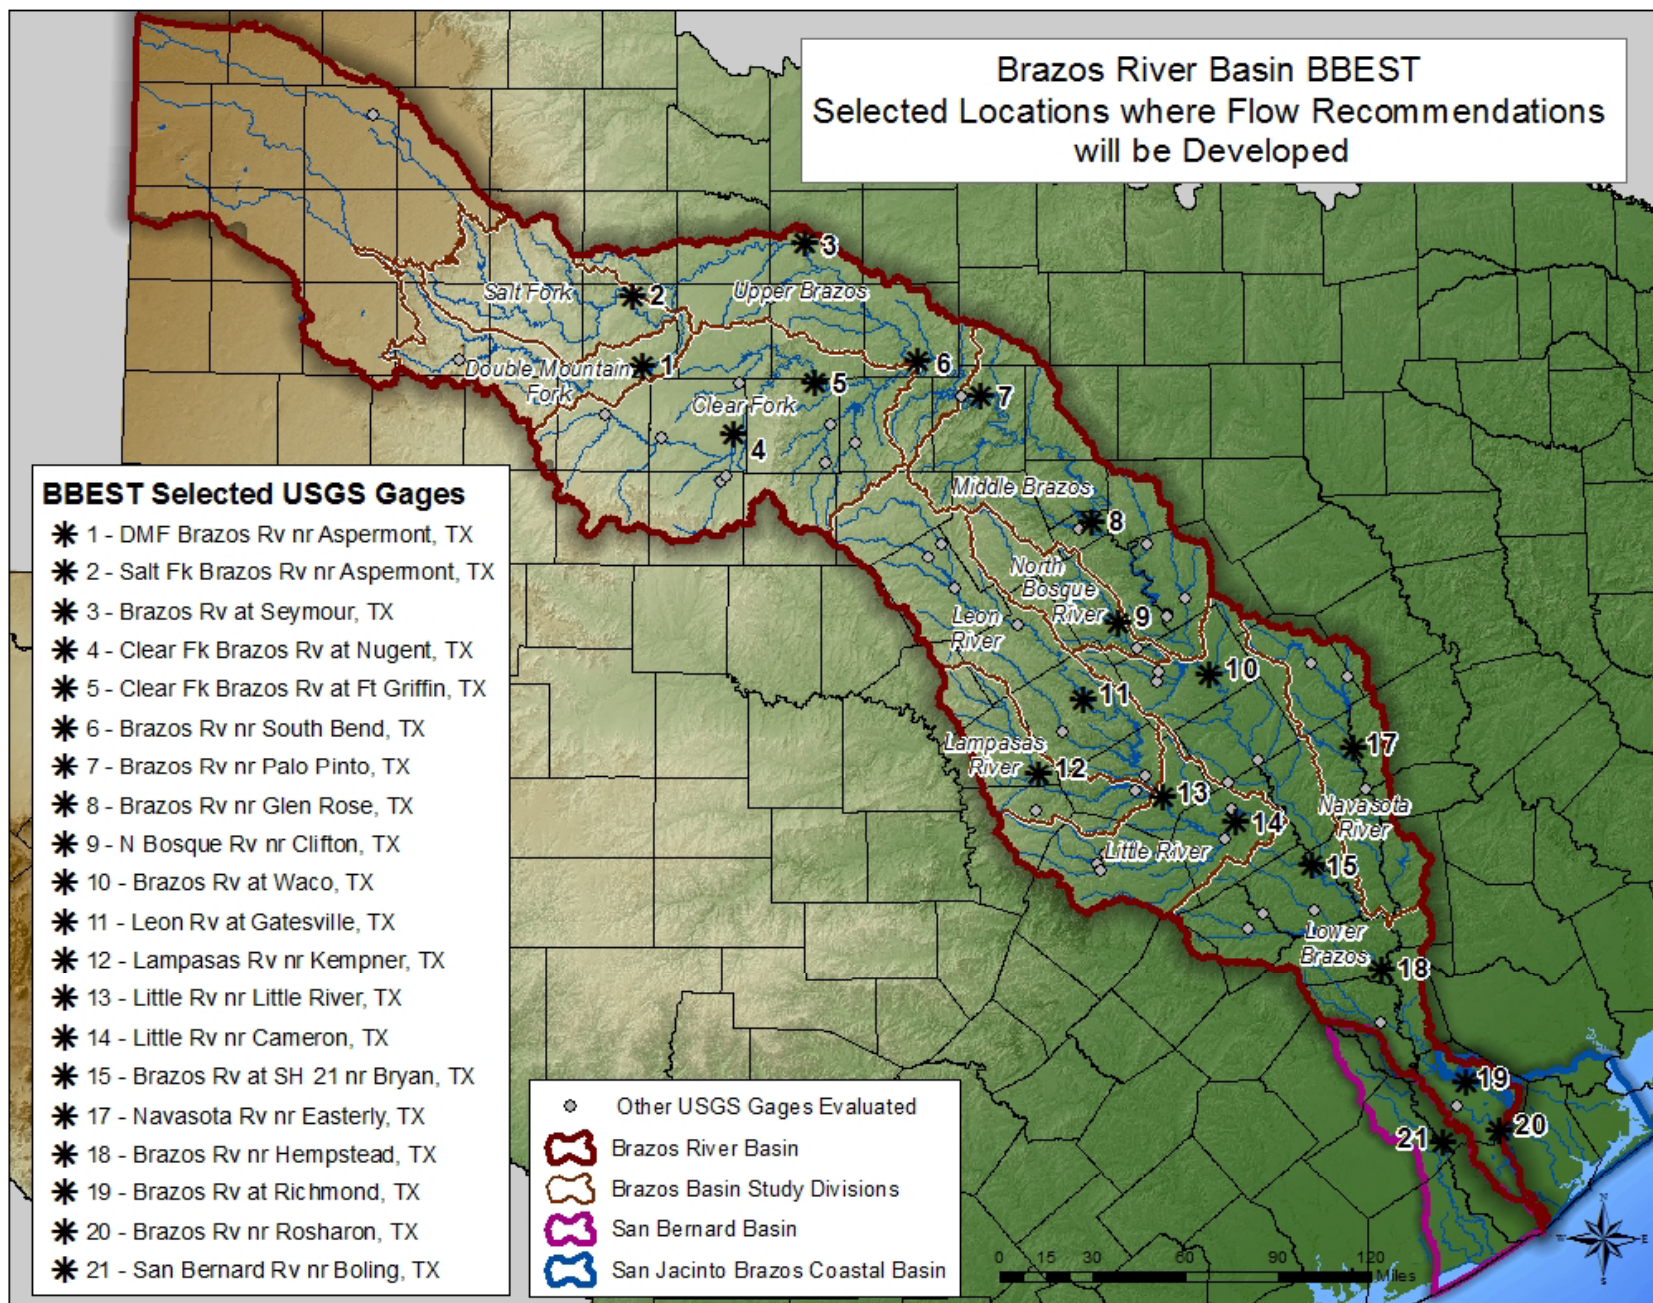 Brazos River Basin BBEST
Selected Locations where Flow Recommendations
will be Developed
3
Salt Fork
2
Upper Brazos
Double Mountain
Fork
1
6
5
7
Clear Fork
4
Middle Brazos
8
North
Bosque
River
9
Leon
River
10
11
17
Lampasas
River
12
13
Navasota
River
14
Little River
15
Lower
Brazos
18
19
20
21
BBEST Selected USGS Gages
1 - DMF Brazos Rv nr Aspermont, TX
2 - Salt Fk Brazos Rv nr Aspermont, TX
3 - Brazos Rv at Seymour, TX
4 - Clear Fk Brazos Rv at Nugent, TX
5 - Clear Fk Brazos Rv at Ft Griffin, TX
6 - Brazos Rv nr South Bend, TX
7 - Brazos Rv nr Palo Pinto, TX
8 - Brazos Rv nr Glen Rose, TX
9 - N Bosque Rv nr Clifton, TX
10 - Brazos Rv at Waco, TX
11 - Leon Rv at Gatesville, TX
12 - Lampasas Rv nr Kempner, TX
13 - Little Rv nr Little River, TX
14 - Little Rv nr Cameron, TX
15 - Brazos Rv at SH 21 nr Bryan, TX
17 - Navasota Rv nr Easterly, TX
18 - Brazos Rv nr Hempstead, TX
19 - Brazos Rv at Richmond, TX
20 - Brazos Rv nr Rosharon, TX
21 - San Bernard Rv nr Boling, TX
Other USGS Gages Evaluated
Brazos River Basin
Brazos Basin Study Divisions
San Bernard Basin
San Jacinto Brazos Coastal Basin
0 15 30 60 90 120
Miles
N
W E
S